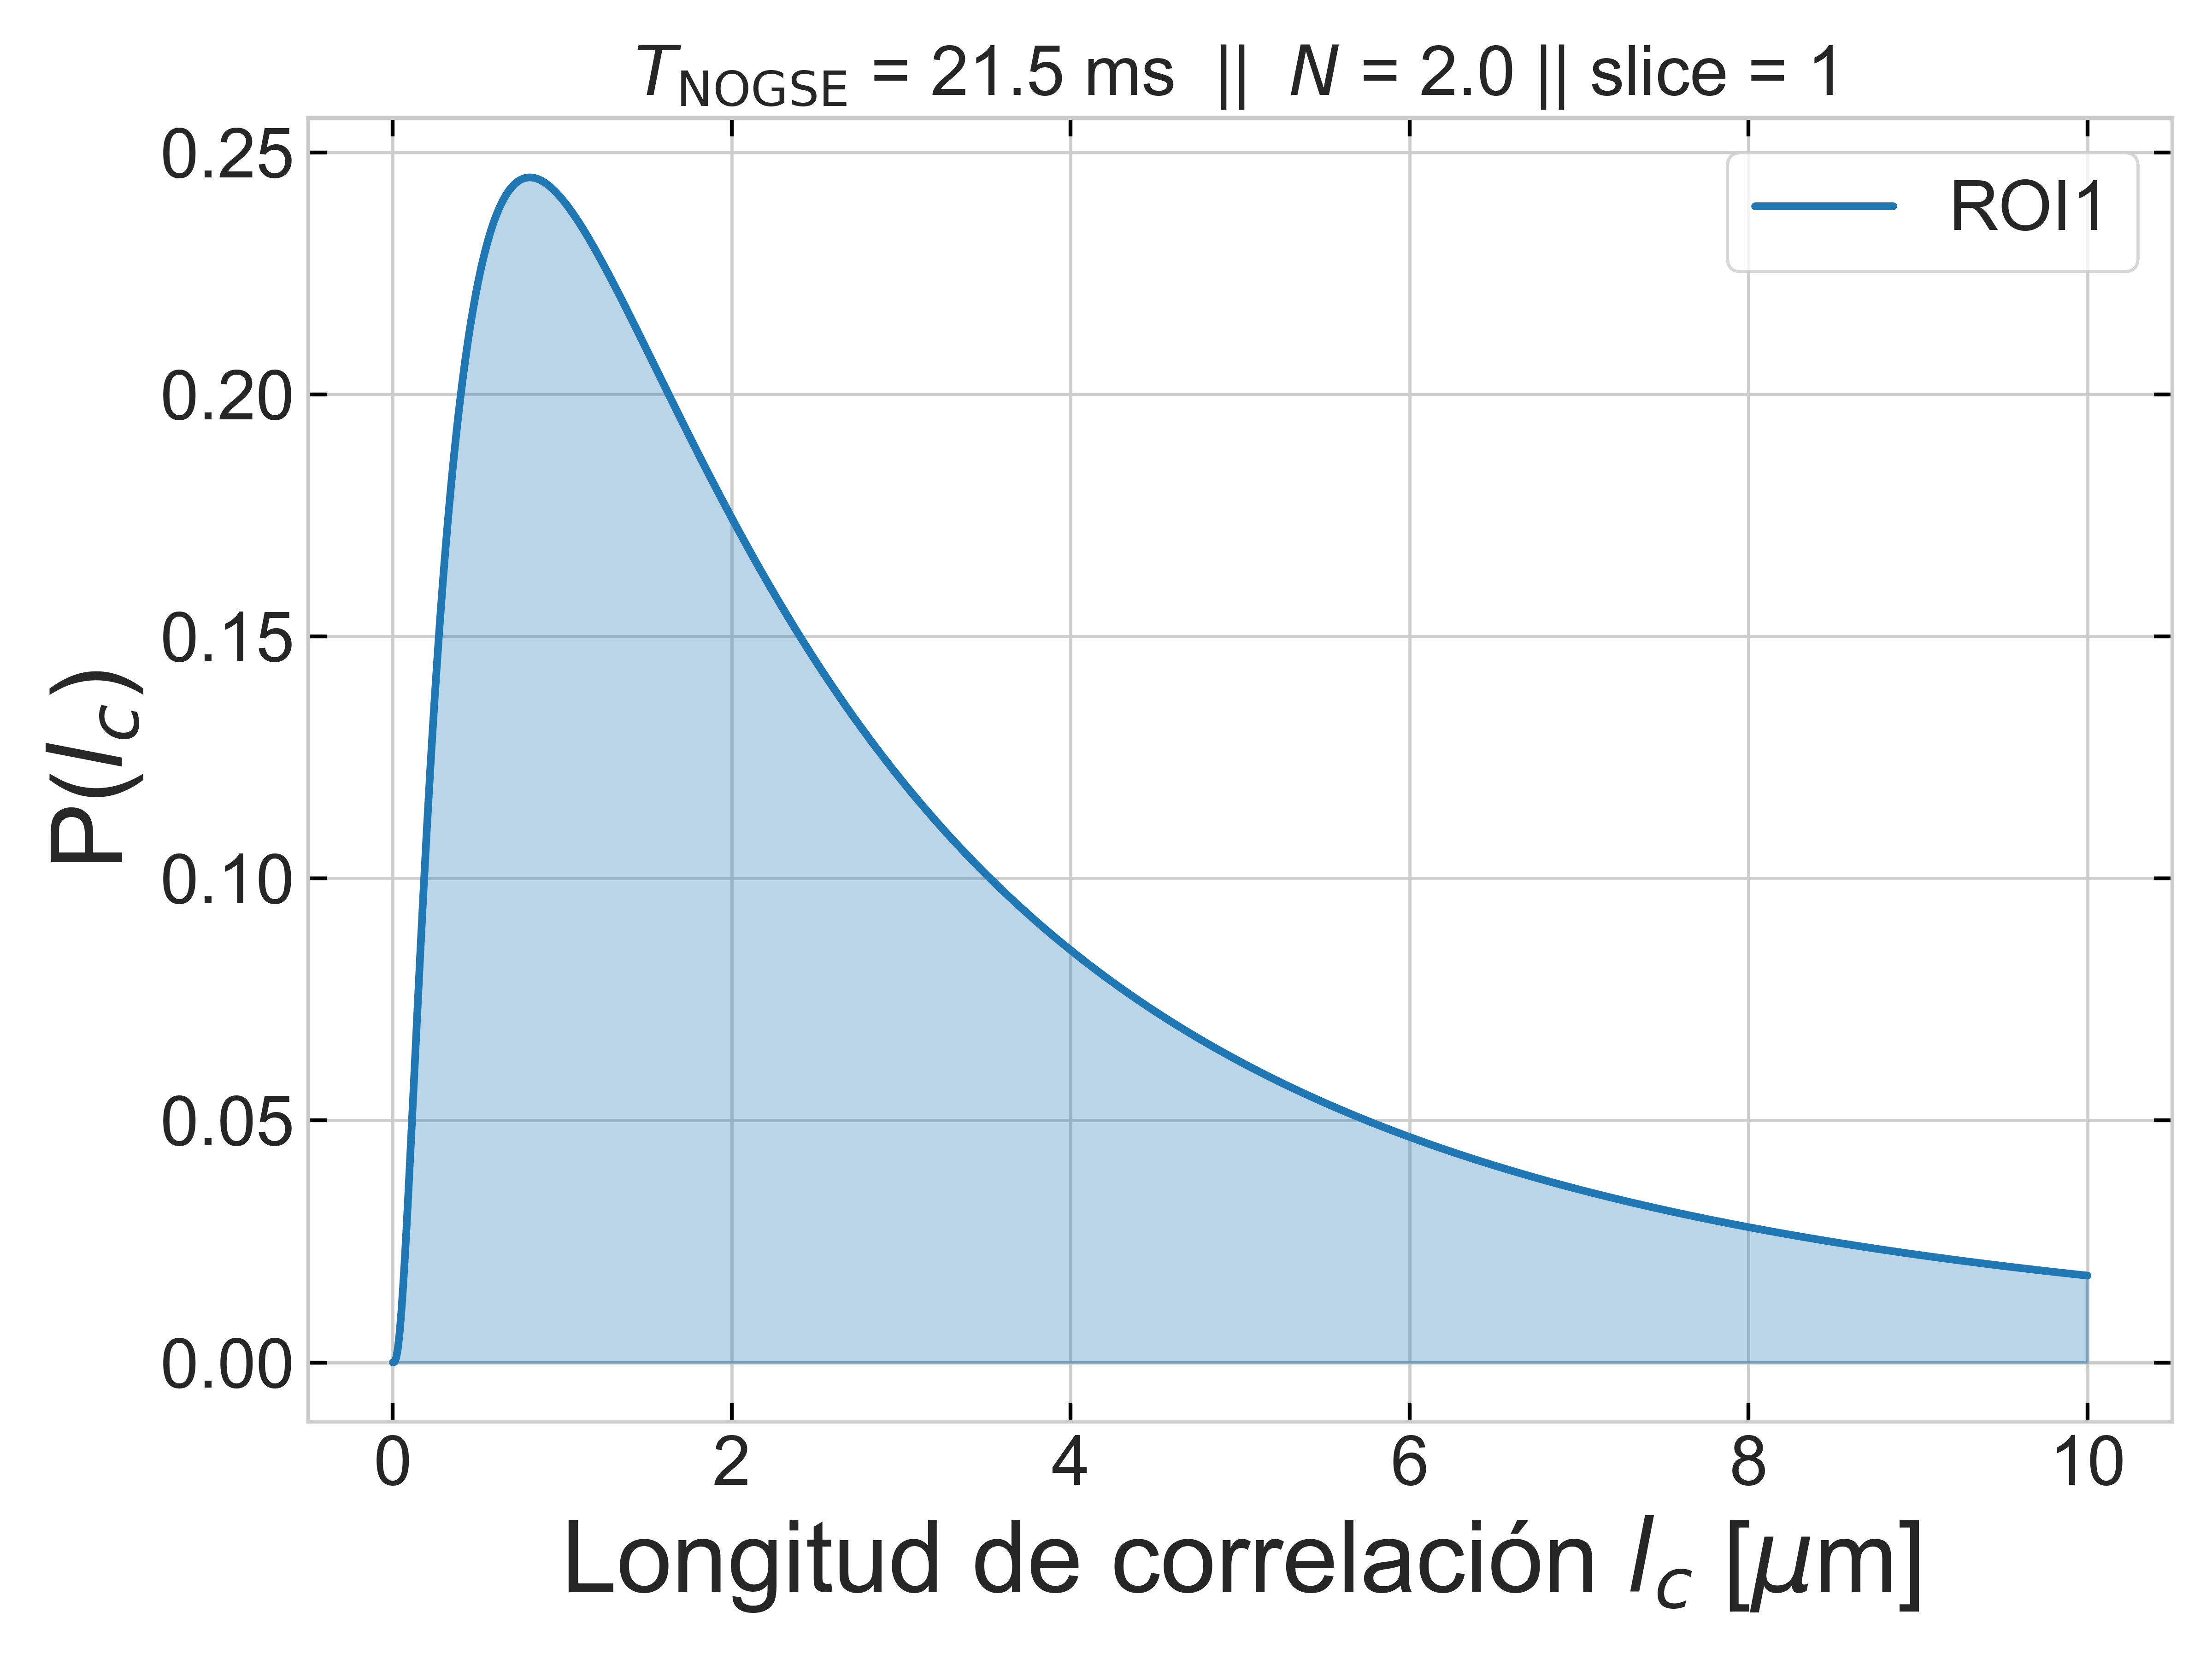 T_NOGSE = 21.5 ms || N = 2.0 || slice = 1
ROI1
P(l_c)
0.25
0.20
0.15
0.10
0.05
0.00
0 2 4 6 8 10
Longitud de correlación l_c [μm]